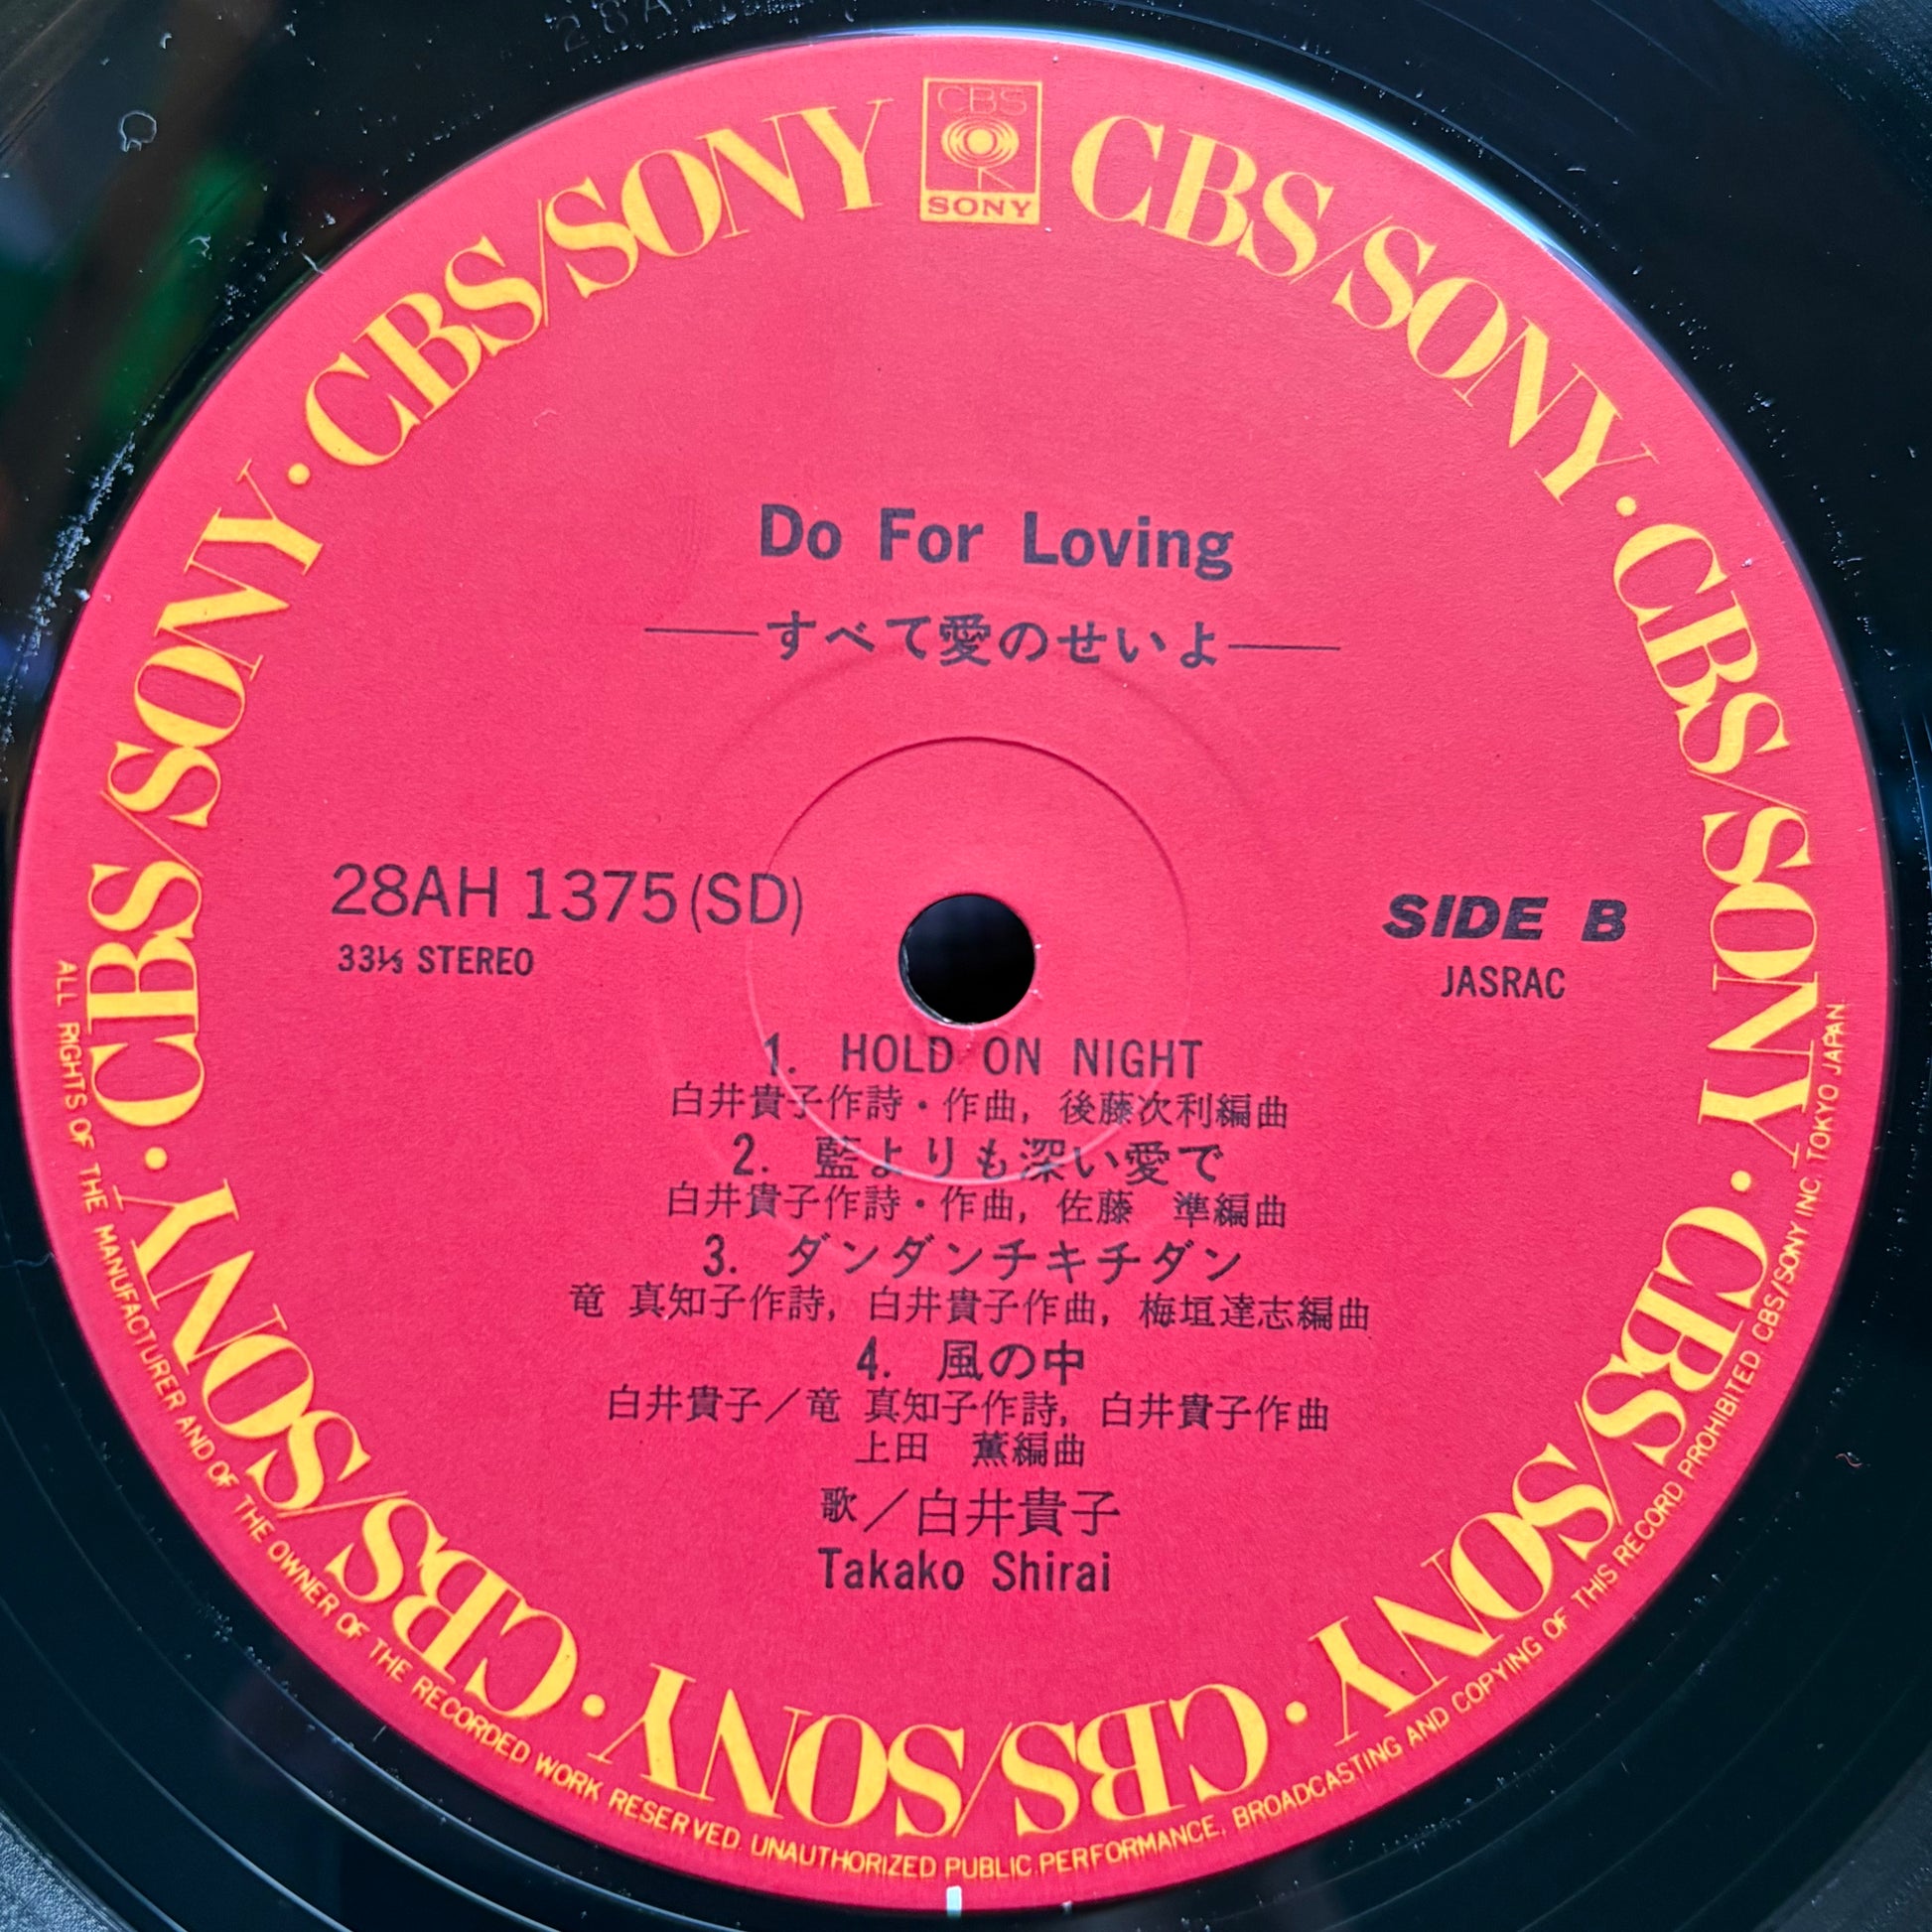 28A
CBS
SONY
CBS/SONY · CBS/SONY · CBS/SONY · CBS/SONY · CBS/SONY · CBS/SONY · CBS/SONY · CBS/SONY
Do For Loving
——すべて愛のせいよ——
28AH 1375(SD)
33⅓ STEREO
SIDE B
JASRAC
1. HOLD ON NIGHT
白井貴子作詩・作曲, 後藤次利編曲
2. 藍よりも深い愛で
白井貴子作詩・作曲, 佐藤　準編曲
3. ダンダンチキチダン
竜 真知子作詩, 白井貴子作曲, 梅垣達志編曲
4. 風の中
白井貴子／竜 真知子作詩, 白井貴子作曲
上田　薫編曲
歌／白井貴子
Takako Shirai
ALL RIGHTS OF THE MANUFACTURER AND OF THE OWNER OF THE RECORDED WORK RESERVED. UNAUTHORIZED PUBLIC PERFORMANCE, BROADCASTING AND COPYING OF THIS RECORD PROHIBITED. CBS/SONY INC. TOKYO JAPAN